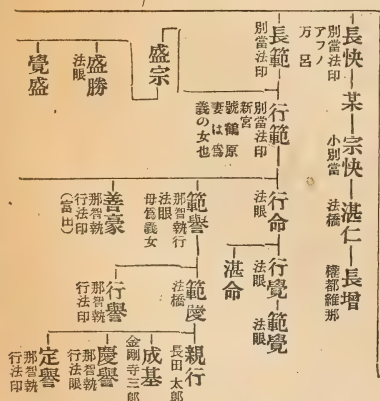 長快
別當法印
アフノ
万呂
某
宗快
小別當
湛仁
法橋
長增
權都維那
長範
別當法印
行範
別當法印
新宮
號鶴原
妻は爲
義の女也
行命
法眼
行覺
法眼
範覺
法眼
湛命
範譽
那智執行
法眼
母爲義女
範慶
法橋
親行
長田太郎
成基
金剛寺三郎
慶譽
那智執
行法眼
定譽
那智執
行法印
行譽
那智執
行法印
善豪
那智執
行法印
(富田)
盛宗
盛勝
法眼
覺盛